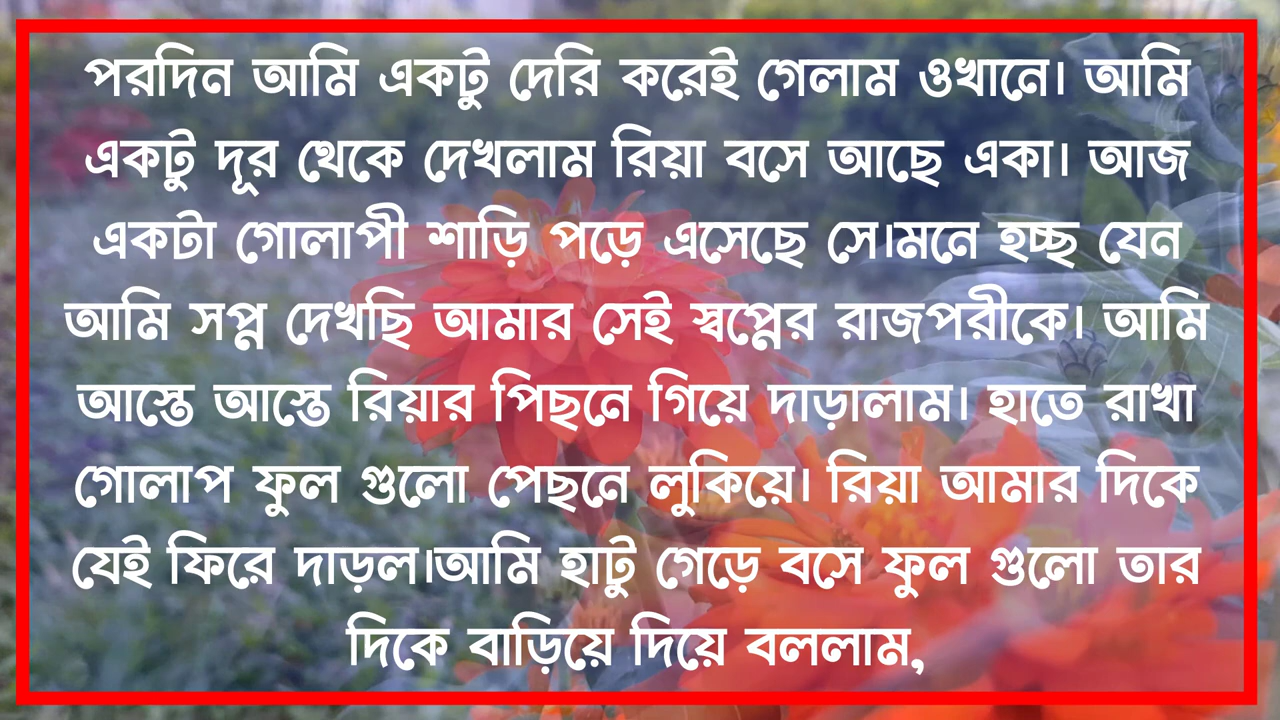 পরদিন আমি একটু দেরি করেই গেলাম ওখানে। আমি
একটু দূর থেকে দেখলাম রিয়া বসে আছে একা। আজ
একটা গোলাপী শাড়ি পড়ে এসেছে সে।মনে হচ্ছ যেন
আমি সপ্ন দেখছি আমার সেই স্বপ্নের রাজপরীকে। আমি
আস্তে আস্তে রিয়ার পিছনে গিয়ে দাড়ালাম। হাতে রাখা
গোলাপ ফুল গুলো পেছনে লুকিয়ে। রিয়া আমার দিকে
যেই ফিরে দাড়ল।আমি হাটু গেড়ে বসে ফুল গুলো তার
দিকে বাড়িয়ে দিয়ে বললাম,